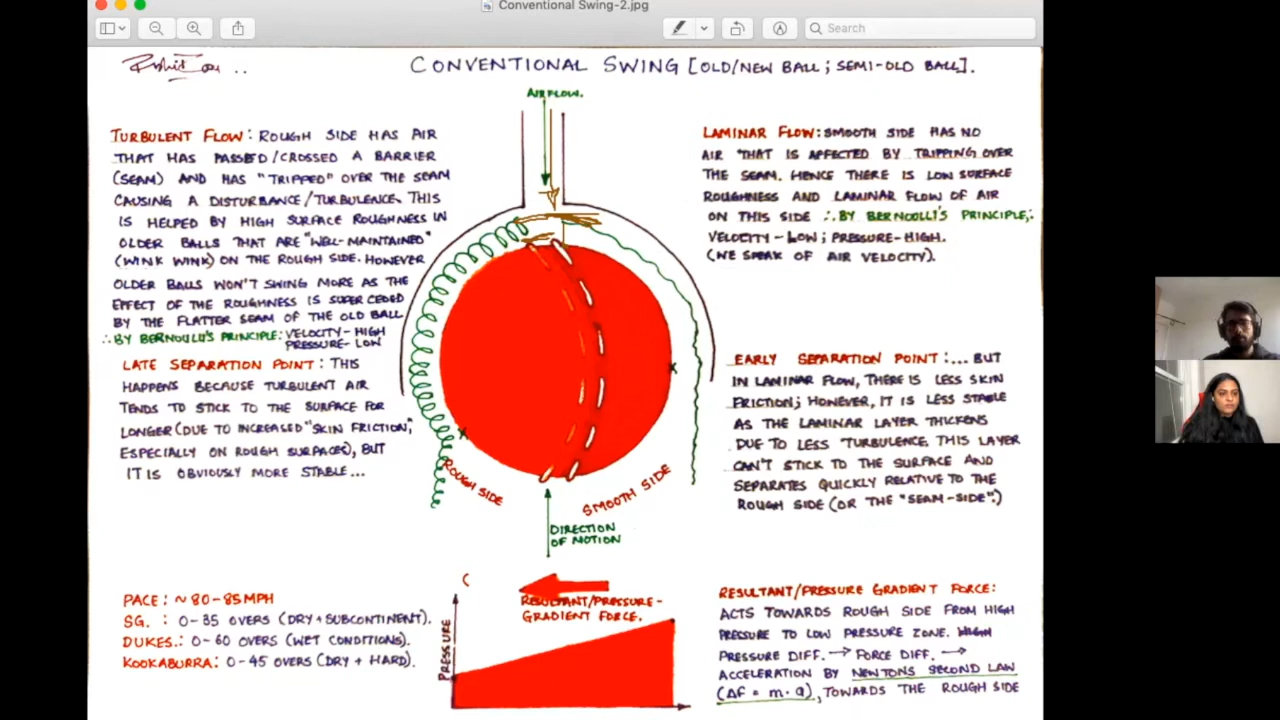 Conventional Swing-2.jpg
Search
CONVENTIONAL SWING [OLD/NEW BALL; SEMI-OLD BALL].
AIRFLOW.
TURBULENT FLOW: ROUGH SIDE HAS AIR
THAT HAS PASSED/CROSSED A BARRIER
(SEAM) AND HAS "TRIPPED" OVER THE SEAM
CAUSING A DISTURBANCE/TURBULENCE. THIS
IS HELPED BY HIGH SURFACE ROUGHNESS IN
OLDER BALLS THAT ARE "WELL-MAINTAINED"
(WINK WINK) ON THE ROUGH SIDE. HOWEVER
OLDER BALLS WON'T SWING MORE AS THE
EFFECT OF THE ROUGHNESS IS SUPER CEDED
BY THE FLATTER SEAM OF THE OLD BALL
∴ BY BERNOULLI'S PRINCIPLE: VELOCITY-HIGH
PRESSURE-LOW
LATE SEPARATION POINT: THIS
HAPPENS BECAUSE TURBULENT AIR
TENDS TO STICK TO THE SURFACE FOR
LONGER (DUE TO INCREASED "SKIN FRICTION",
ESPECIALLY ON ROUGH SURFACES), BUT
IT IS OBVIOUSLY MORE STABLE...
LAMINAR FLOW: SMOOTH SIDE HAS NO
AIR THAT IS AFFECTED BY TRIPPING OVER
THE SEAM. HENCE THERE IS LOW SURFACE
ROUGHNESS AND LAMINAR FLOW OF AIR
ON THIS SIDE ∴ BY BERNOULLI'S PRINCIPLE;
VELOCITY-LOW; PRESSURE-HIGH.
(WE SPEAK OF AIR VELOCITY).
EARLY SEPARATION POINT:... BUT
IN LAMINAR FLOW, THERE IS LESS SKIN
FRICTION; HOWEVER, IT IS LESS STABLE
AS THE LAMINAR LAYER THICKENS
DUE TO LESS TURBULENCE. THIS LAYER
CAN'T STICK TO THE SURFACE AND
SEPARATES QUICKLY RELATIVE TO THE
ROUGH SIDE (OR THE "SEAM-SIDE".)
X
X
ROUGH SIDE
SMOOTH SIDE
DIRECTION
OF MOTION
PACE: ~80-85MPH
SG. : 0-35 OVERS (DRY+SUBCONTINENT).
DUKES.: 0-60 OVERS (WET CONDITIONS).
KOOKABURRA: 0-45 OVERS (DRY + HARD).
PRESSURE
RESULTANT/PRESSURE-
GRADIENT FORCE.
RESULTANT/PRESSURE GRADIENT FORCE:
ACTS TOWARDS ROUGH SIDE FROM HIGH
PRESSURE TO LOW PRESSURE ZONE. HIGH
PRESSURE DIFF. → FORCE DIFF. →
ACCELERATION BY NEWTONS SECOND LAW
(ΔF = m·a), TOWARDS THE ROUGH SIDE